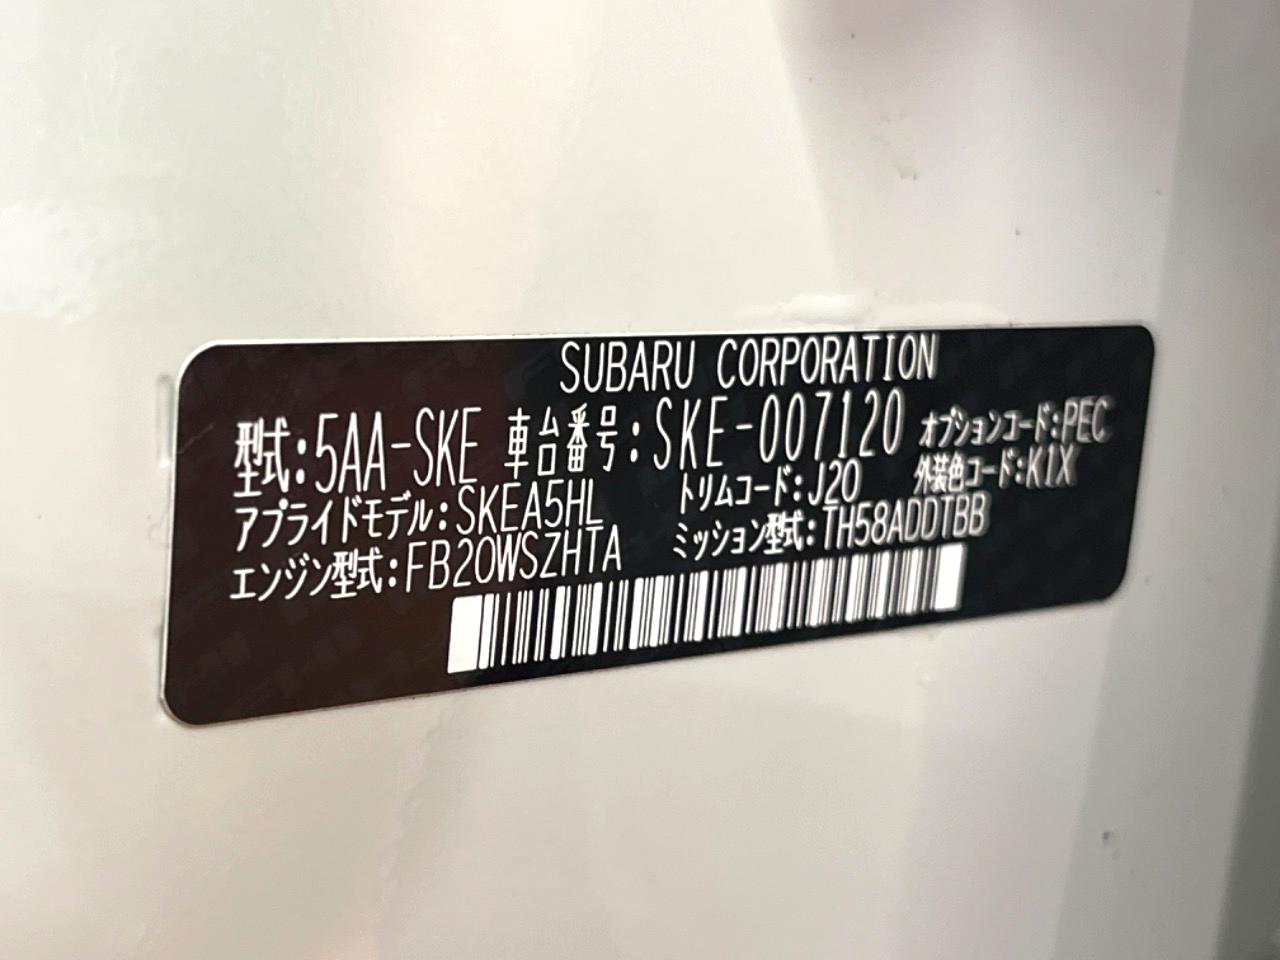 SUBARU CORPORATION
型式:5AA-SKE 車台番号:SKE-007120 オプションコード:PEC
アプライドモデル:SKEA5HL トリムコード:J20 外装色コード:K1X
エンジン型式:FB20WSZHTA ミッション型式:TH58ADDTBB